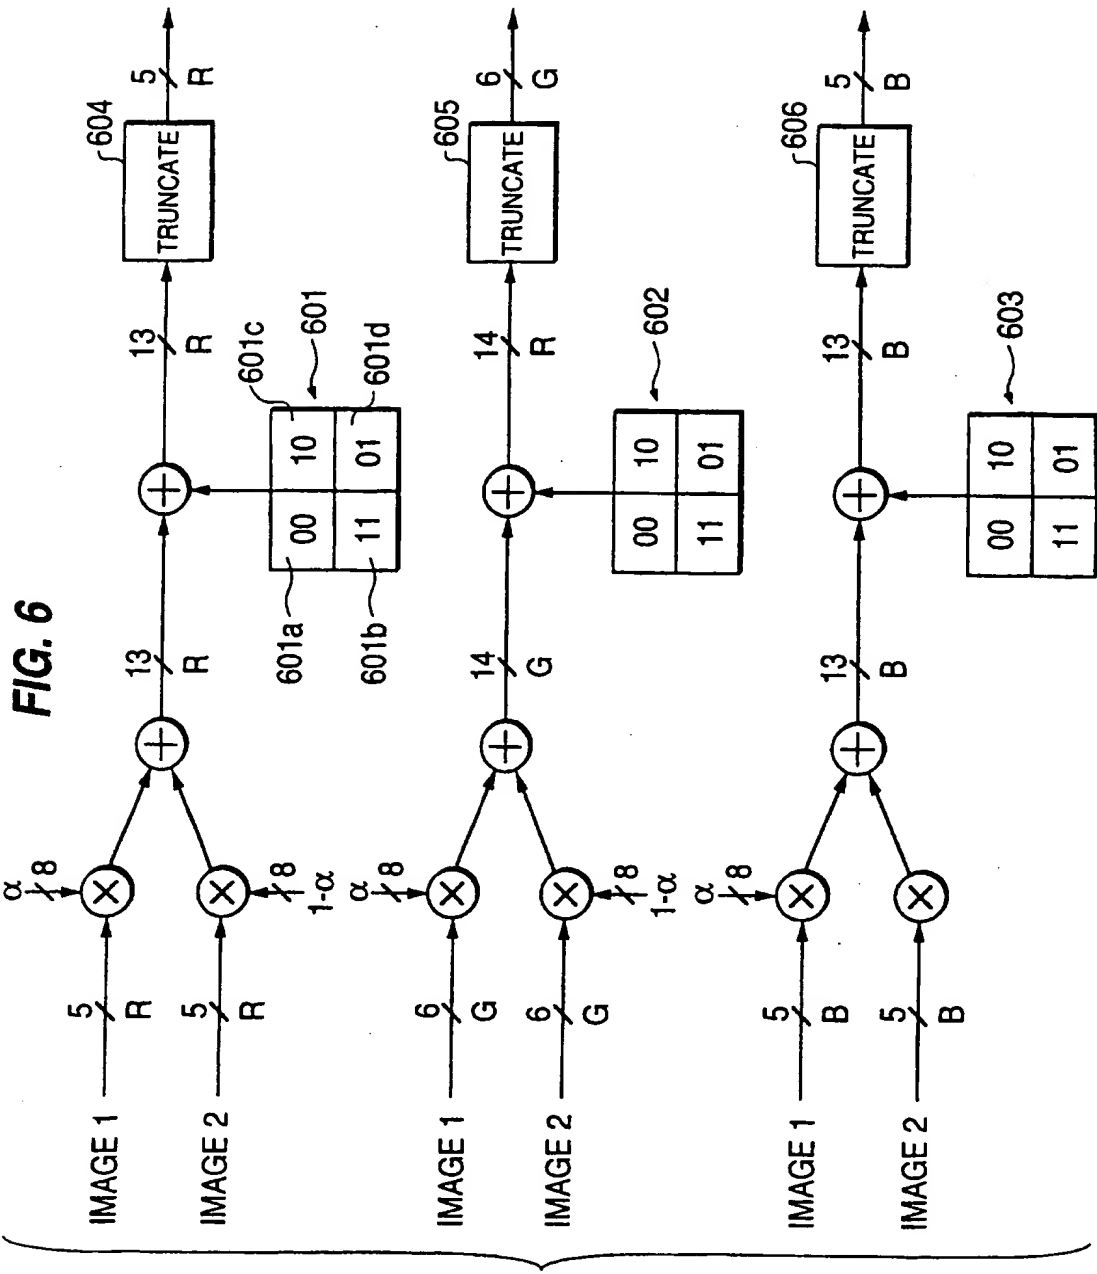 FIG. 6
IMAGE 1
5
R
α
8
IMAGE 2
5
R
8
1-α
13
R
601a
601b
00
10
11
01
601c
601
601d
13
R
604
TRUNCATE
5
R
IMAGE 1
6
G
α
8
IMAGE 2
6
G
8
1-α
14
G
00
10
11
01
602
14
R
605
TRUNCATE
6
G
IMAGE 1
5
B
α
8
IMAGE 2
5
B
13
B
00
10
11
01
603
13
B
606
TRUNCATE
5
B